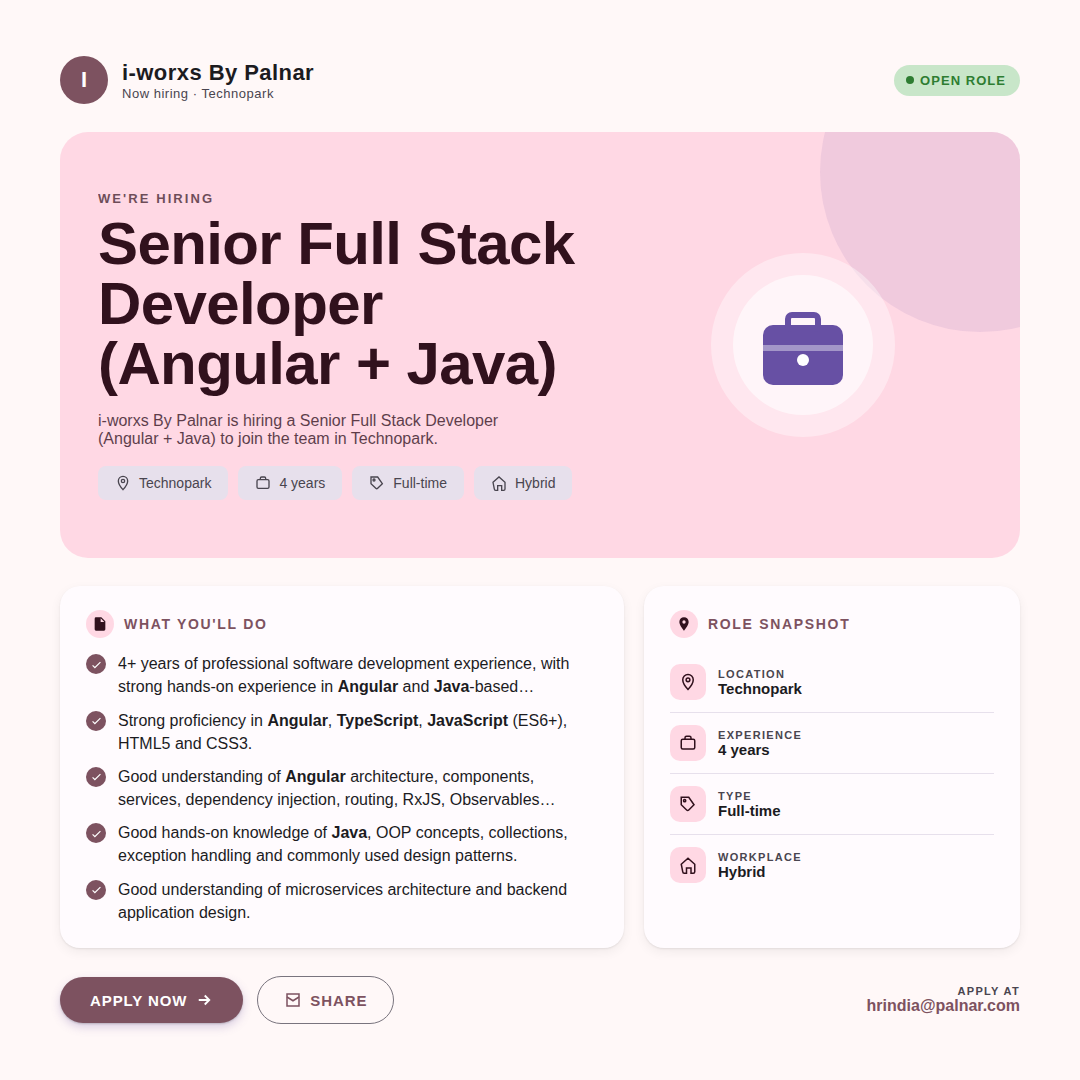 I
i-worxs By Palnar
Now hiring · Technopark
OPEN ROLE
WE'RE HIRING
Senior Full Stack
Developer
(Angular + Java)
i-worxs By Palnar is hiring a Senior Full Stack Developer
(Angular + Java) to join the team in Technopark.
Technopark
4 years
Full-time
Hybrid
WHAT YOU'LL DO
4+ years of professional software development experience, with
strong hands-on experience in Angular and Java-based…
Strong proficiency in Angular, TypeScript, JavaScript (ES6+),
HTML5 and CSS3.
Good understanding of Angular architecture, components,
services, dependency injection, routing, RxJS, Observables…
Good hands-on knowledge of Java, OOP concepts, collections,
exception handling and commonly used design patterns.
Good understanding of microservices architecture and backend
application design.
ROLE SNAPSHOT
LOCATION
Technopark
EXPERIENCE
4 years
TYPE
Full-time
WORKPLACE
Hybrid
APPLY NOW
SHARE
APPLY AT
hrindia@palnar.com